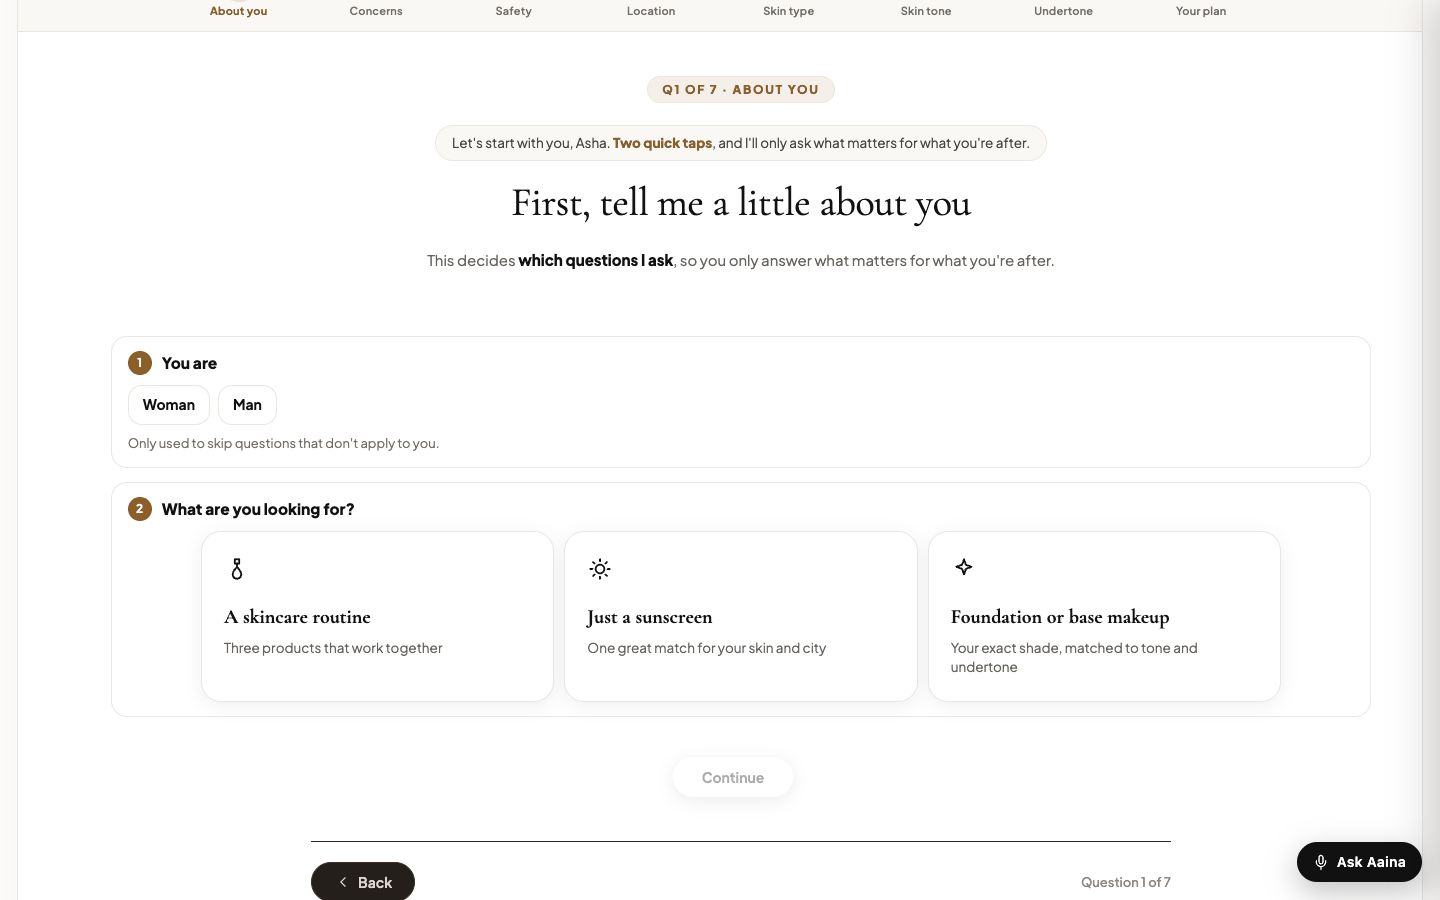 About you
Concerns
Safety
Location
Skin type
Skin tone
Undertone
Your plan
Q1 OF 7 · ABOUT YOU
Let's start with you, Asha. Two quick taps, and I'll only ask what matters for what you're after.
First, tell me a little about you
This decides which questions I ask, so you only answer what matters for what you're after.
1 You are
Woman
Man
Only used to skip questions that don't apply to you.
2 What are you looking for?
A skincare routine
Three products that work together
Just a sunscreen
One great match for your skin and city
Foundation or base makeup
Your exact shade, matched to tone and
undertone
Continue
Back
Question 1 of 7
Ask Aaina